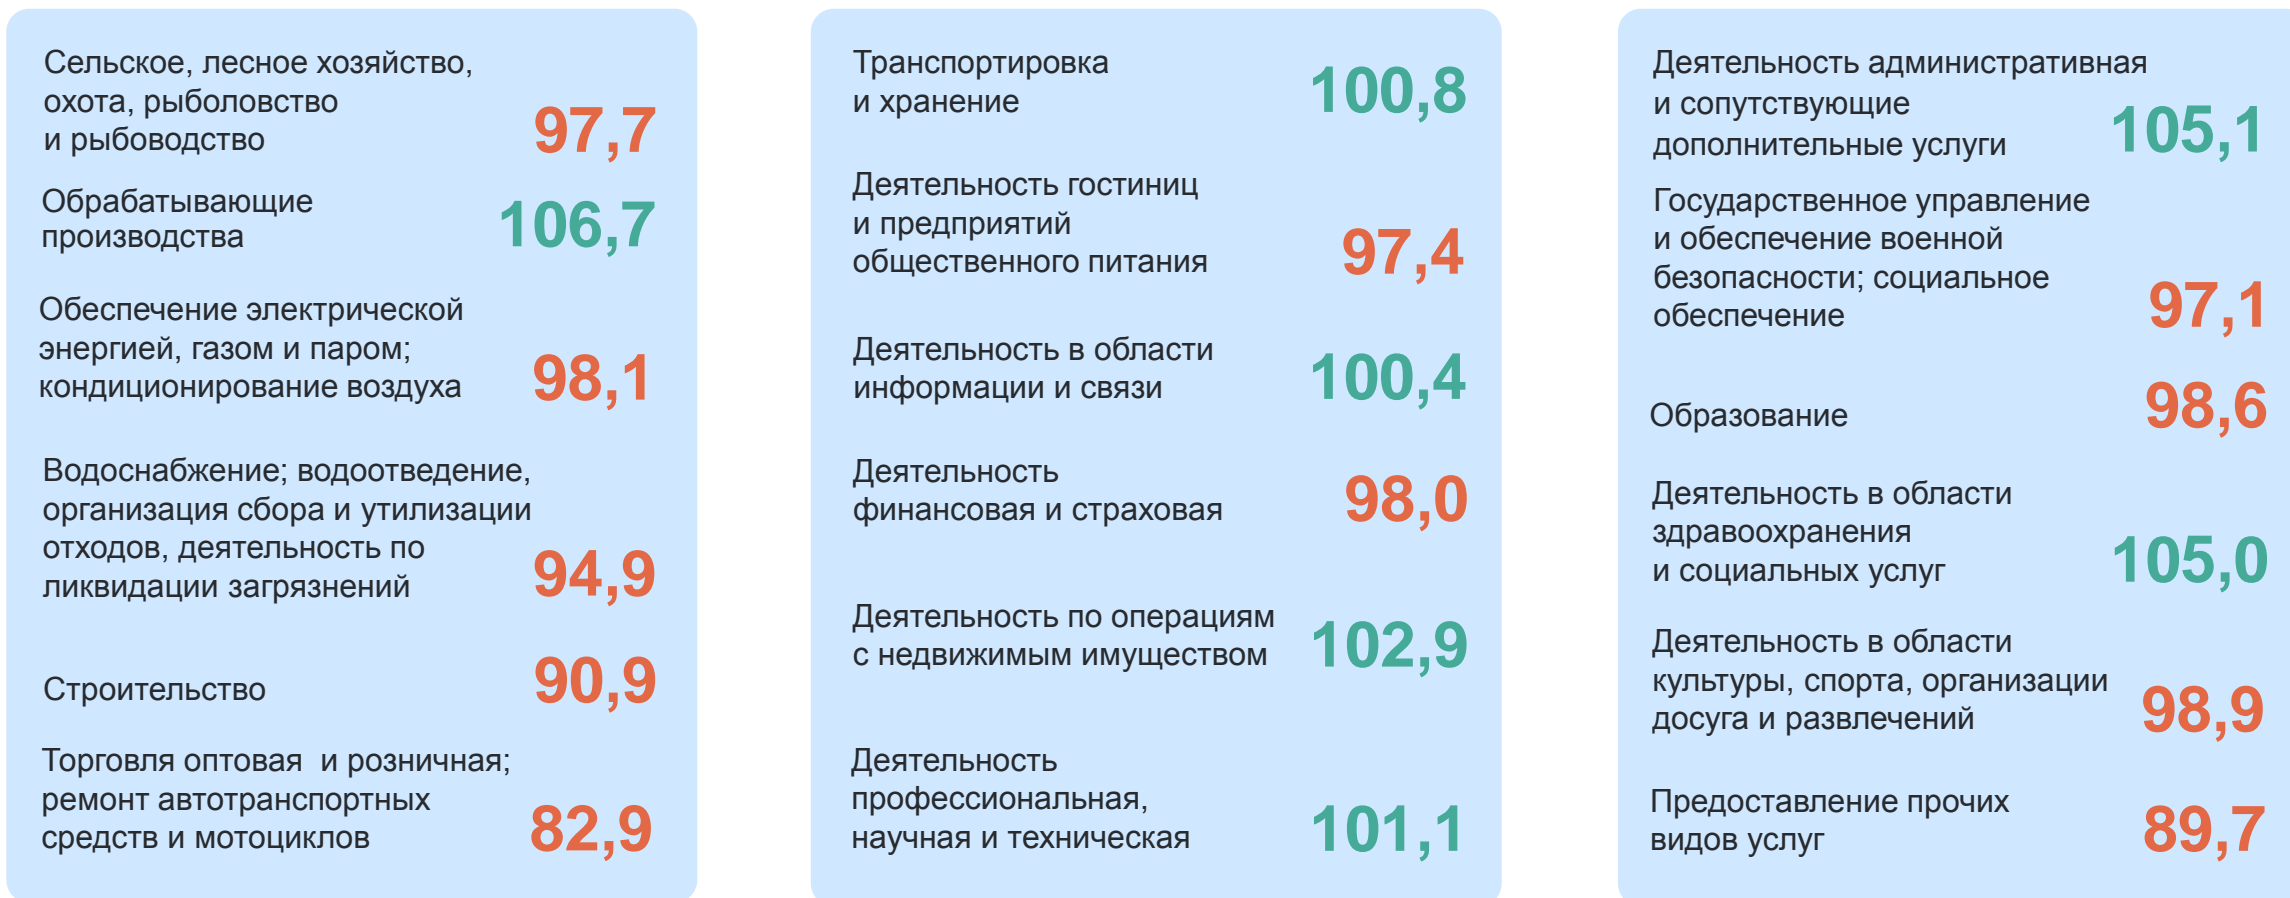 Сельское, лесное хозяйство,
охота, рыболовство
и рыбоводство
97,7
Обрабатывающие
производства
106,7
Обеспечение электрической
энергией, газом и паром;
кондиционирование воздуха
98,1
Водоснабжение; водоотведение,
организация сбора и утилизации
отходов, деятельность по
ликвидации загрязнений
94,9
Строительство
90,9
Торговля оптовая  и розничная;
ремонт автотранспортных
средств и мотоциклов
82,9
Транспортировка
и хранение
100,8
Деятельность гостиниц
и предприятий
общественного питания
97,4
Деятельность в области
информации и связи
100,4
Деятельность
финансовая и страховая
98,0
Деятельность по операциям
с недвижимым имуществом
102,9
Деятельность
профессиональная,
научная и техническая
101,1
Деятельность административная
и сопутствующие
дополнительные услуги
105,1
Государственное управление
и обеспечение военной
безопасности; социальное
обеспечение
97,1
Образование
98,6
Деятельность в области
здравоохранения
и социальных услуг
105,0
Деятельность в области
культуры, спорта, организации
досуга и развлечений
98,9
Предоставление прочих
видов услуг
89,7